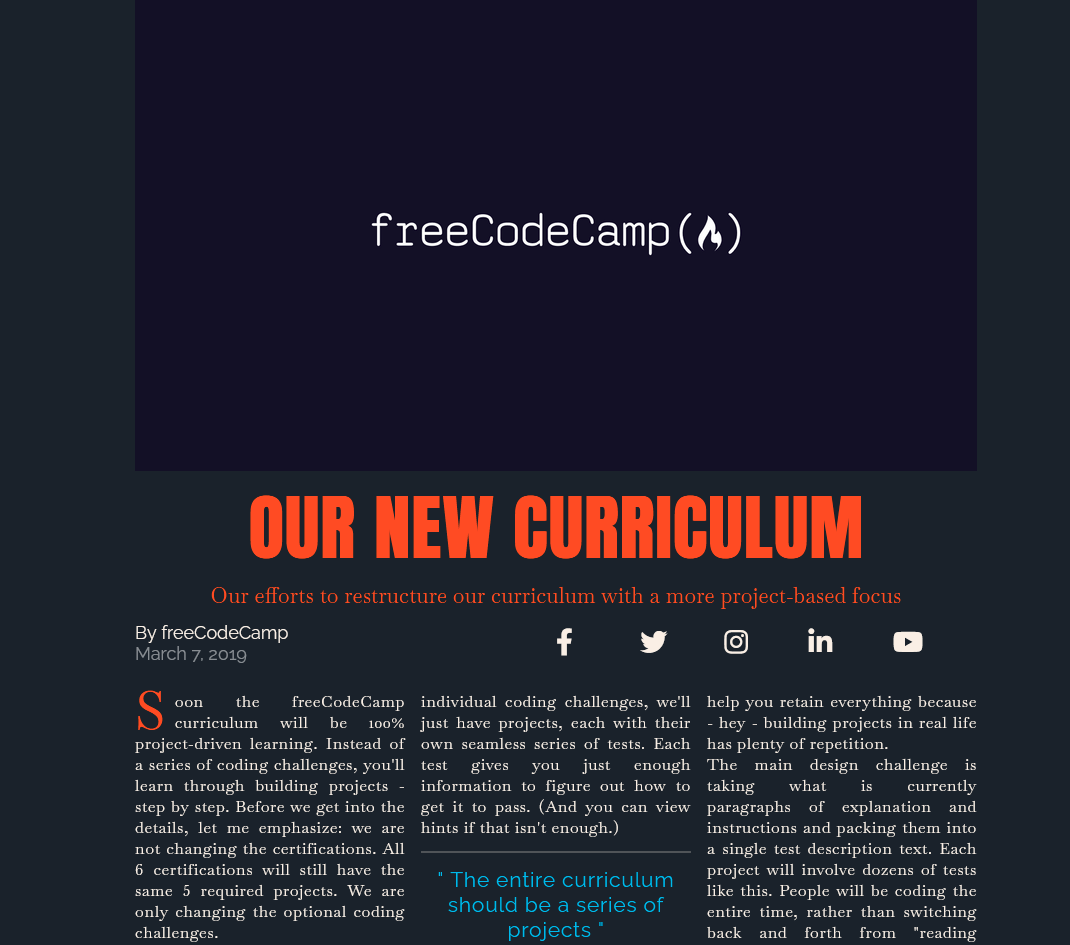 freeCodeCamp(🔥)
OUR NEW CURRICULUM
Our efforts to restructure our curriculum with a more project-based focus
By freeCodeCamp
March 7, 2019
Soon the freeCodeCamp
curriculum will be 100%
project-driven learning. Instead of
a series of coding challenges, you'll
learn through building projects -
step by step. Before we get into the
details, let me emphasize: we are
not changing the certifications. All
6 certifications will still have the
same 5 required projects. We are
only changing the optional coding
challenges.
individual coding challenges, we'll
just have projects, each with their
own seamless series of tests. Each
test gives you just enough
information to figure out how to
get it to pass. (And you can view
hints if that isn't enough.)
" The entire curriculum
should be a series of
projects "
help you retain everything because
- hey - building projects in real life
has plenty of repetition.
The main design challenge is
taking what is currently
paragraphs of explanation and
instructions and packing them into
a single test description text. Each
project will involve dozens of tests
like this. People will be coding the
entire time, rather than switching
back and forth from "reading